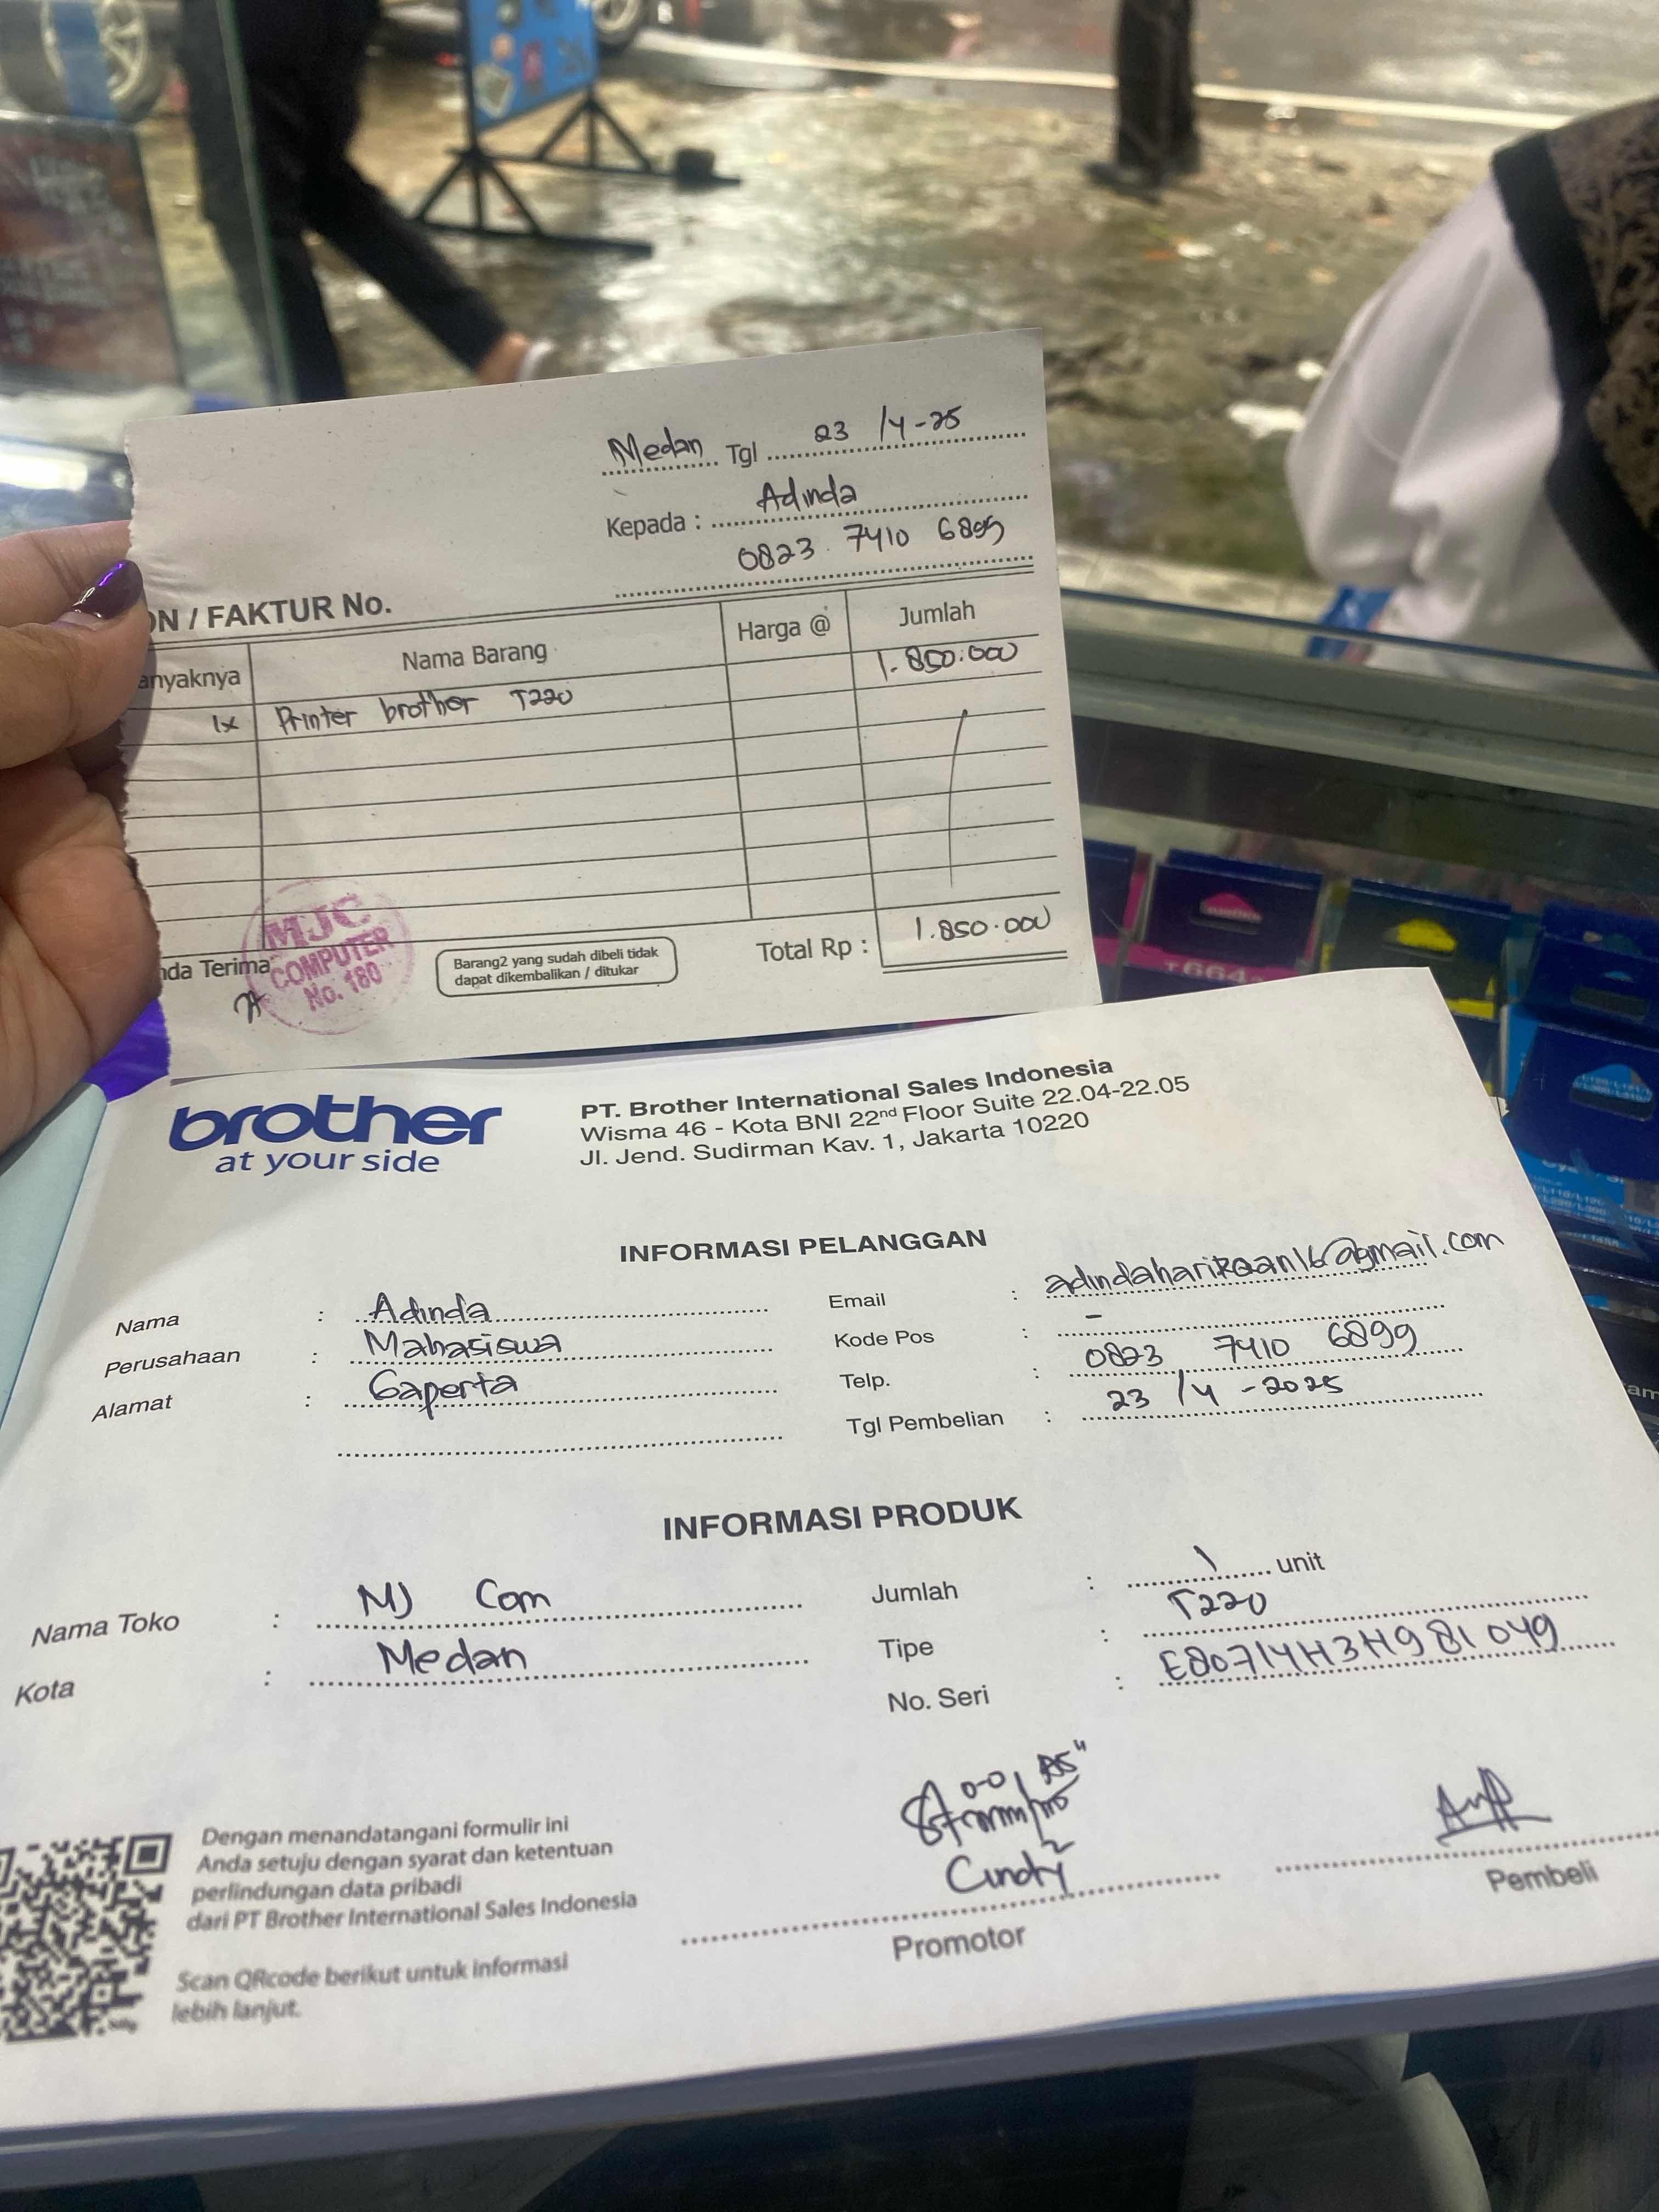 Medan Tgl 23 /4-25
Kepada : Adinda
0823 7410 6899
ON / FAKTUR No.
anyaknya Nama Barang Harga @ Jumlah
1x Printer brother T220 1.850.000
nda Terima
MJC
COMPUTER
No. 180
Barang2 yang sudah dibeli tidak
dapat dikembalikan / ditukar
Total Rp : 1.850.000
T664
brother
at your side
PT. Brother International Sales Indonesia
Wisma 46 - Kota BNI 22nd Floor Suite 22.04-22.05
Jl. Jend. Sudirman Kav. 1, Jakarta 10220
INFORMASI PELANGGAN
Nama : Adinda
Perusahaan : Mahasiswa
Alamat : Gaperta
Email :
Kode Pos : -
Telp. : 0823 7410 6899
Tgl Pembelian : 23 /4 -2025
INFORMASI PRODUK
Nama Toko : MJ Com
Kota : Medan
Jumlah : 1 unit
Tipe : T220
No. Seri : E80714H3H981049
Dengan menandatangani formulir ini
Anda setuju dengan syarat dan ketentuan
perlindungan data pribadi
dari PT Brother International Sales Indonesia
Scan QRcode berikut untuk informasi
lebih lanjut.
Cindy
Promotor
Pembeli